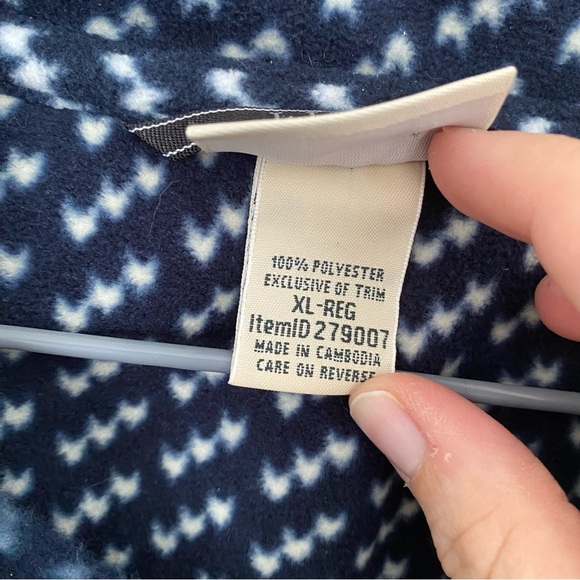 100% POLYESTER
EXCLUSIVE OF TRIM
XL-REG
ItemID 279007
MADE IN CAMBODIA
CARE ON REVERSE